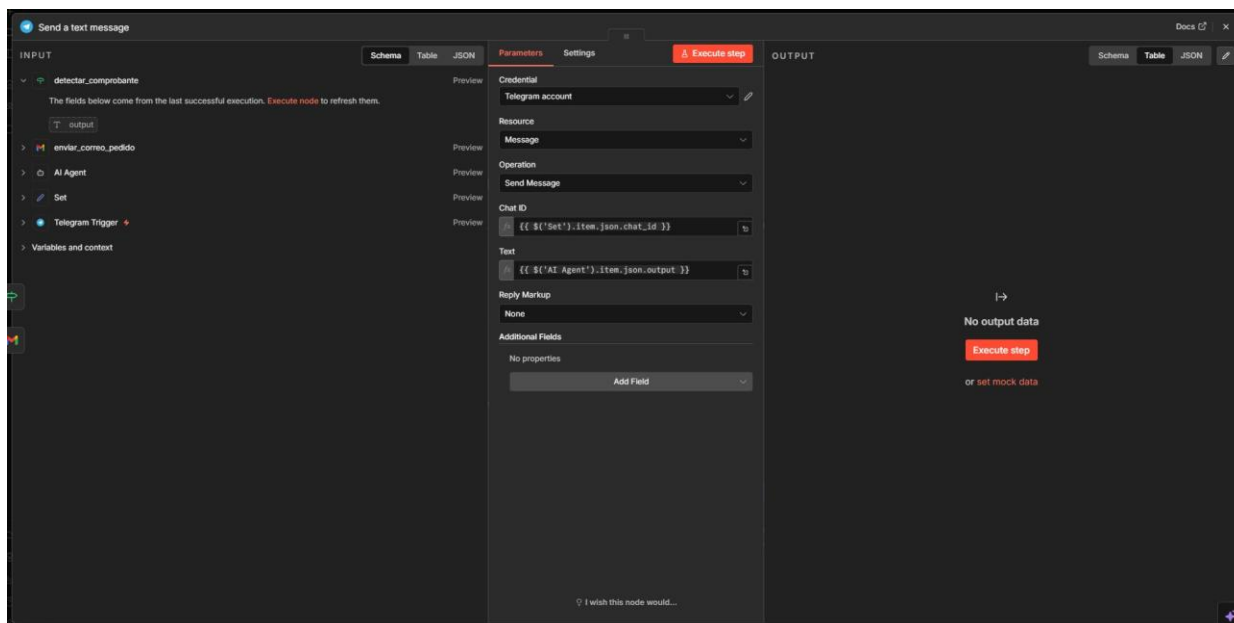 Send a text message
Docs
INPUT
Schema Table JSON
detectar_comprobante Preview
The fields below come from the last successful execution. Execute node to refresh them.
T output
enviar_correo_pedido Preview
AI Agent Preview
Set Preview
Telegram Trigger Preview
Variables and context
Parameters Settings Execute step
Credential
Telegram account
Resource
Message
Operation
Send Message
Chat ID
fx {{ $('Set').item.json.chat_id }}
Text
fx {{ $('AI Agent').item.json.output }}
Reply Markup
None
Additional Fields
No properties
Add Field
I wish this node would...
OUTPUT
Schema Table JSON
No output data
Execute step
or set mock data